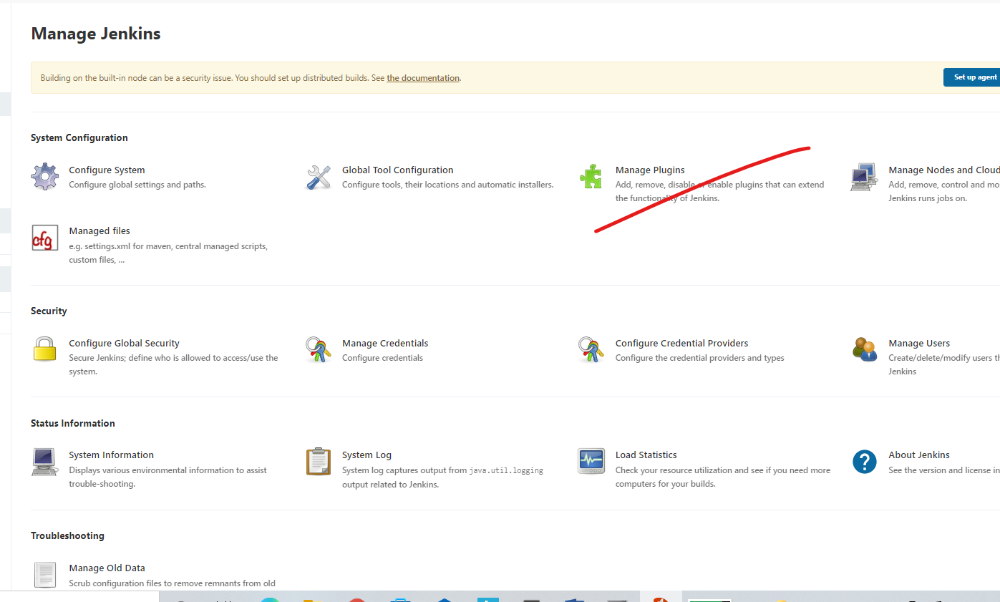 Manage Jenkins
Building on the built-in node can be a security issue. You should set up distributed builds. See the documentation.
Set up agent
System Configuration
Configure System
Configure global settings and paths.
Global Tool Configuration
Configure tools, their locations and automatic installers.
Manage Plugins
Add, remove, disable or enable plugins that can extend
the functionality of Jenkins.
Manage Nodes and Cloud
Add, remove, control and mo
Jenkins runs jobs on.
cfg
Managed files
e.g. settings.xml for maven, central managed scripts,
custom files, ...
Security
Configure Global Security
Secure Jenkins; define who is allowed to access/use the
system.
Manage Credentials
Configure credentials
Configure Credential Providers
Configure the credential providers and types
Manage Users
Create/delete/modify users th
Jenkins
Status Information
System Information
Displays various environmental information to assist
trouble-shooting.
System Log
System log captures output from java.util.logging
output related to Jenkins.
Load Statistics
Check your resource utilization and see if you need more
computers for your builds.
?
About Jenkins
See the version and license in
Troubleshooting
Manage Old Data
Scrub configuration files to remove remnants from old